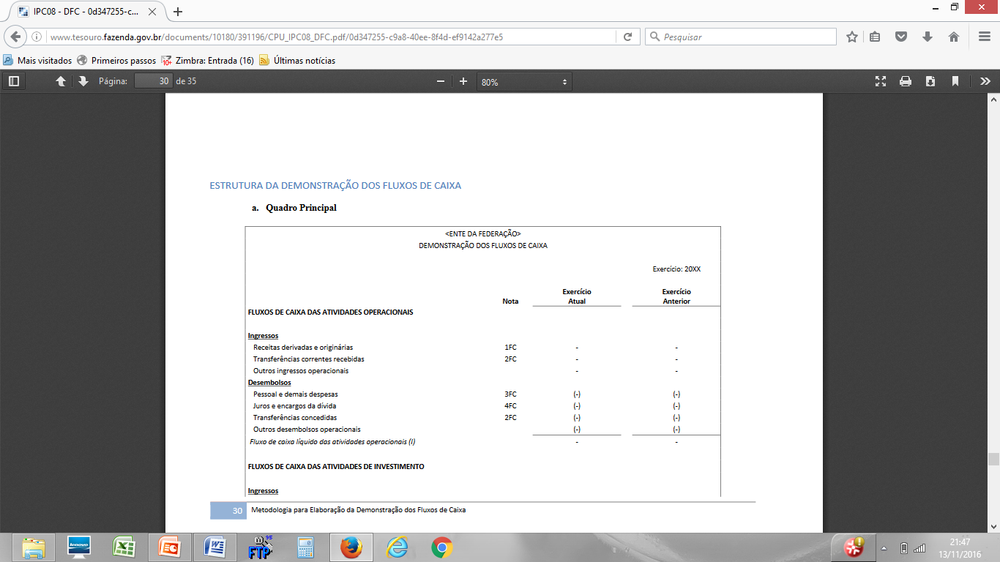 IPC08 - DFC - 0d347255-c...
www.tesouro.fazenda.gov.br/documents/10180/391196/CPU_IPC08_DFC.pdf/0d347255-c9a8-40ee-8f4d-ef9142a277e5
Pesquisar
Mais visitados Primeiros passos Zimbra: Entrada (16) Últimas notícias
Página: 30 de 35 80%
ESTRUTURA DA DEMONSTRAÇÃO DOS FLUXOS DE CAIXA
a. Quadro Principal
<ENTE DA FEDERAÇÃO>
DEMONSTRAÇÃO DOS FLUXOS DE CAIXA
Exercício: 20XX
Exercício Exercício
Nota Atual Anterior
FLUXOS DE CAIXA DAS ATIVIDADES OPERACIONAIS
Ingressos
Receitas derivadas e originárias 1FC - -
Transferências correntes recebidas 2FC - -
Outros ingressos operacionais - -
Desembolsos
Pessoal e demais despesas 3FC (-) (-)
Juros e encargos da dívida 4FC (-) (-)
Transferências concedidas 2FC (-) (-)
Outros desembolsos operacionais (-) (-)
Fluxo de caixa líquido das atividades operacionais (I) - -
FLUXOS DE CAIXA DAS ATIVIDADES DE INVESTIMENTO
Ingressos
30 Metodologia para Elaboração da Demonstração dos Fluxos de Caixa
lenovo
95
FTP
21:47
13/11/2016